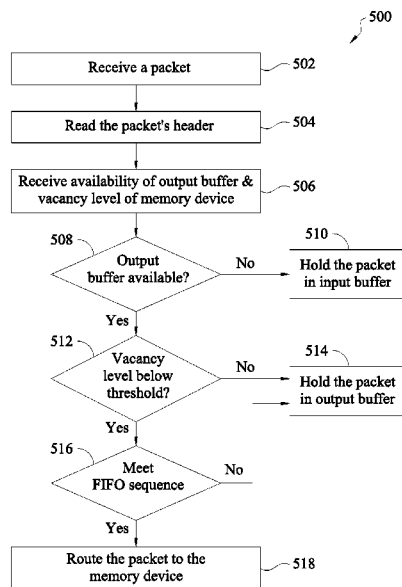 500
Receive a packet
502
Read the packet's header
504
Receive availability of output buffer &
vacancy level of memory device
506
508
Output
buffer available?
No
510
Hold the packet
in input buffer
Yes
512
Vacancy
level below
threshold?
No
514
Hold the packet
in output buffer
Yes
516
Meet
FIFO sequence
No
Yes
Route the packet to the
memory device
518